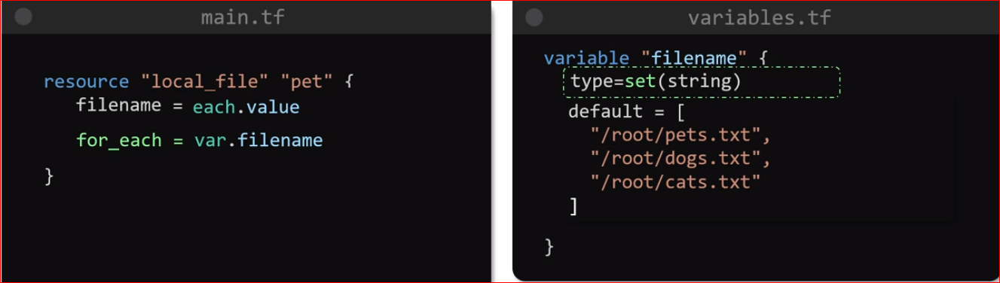 main.tf
resource "local_file" "pet" {
filename = each.value
for_each = var.filename
}
variables.tf
variable "filename" {
type=set(string)
default = [
"/root/pets.txt",
"/root/dogs.txt",
"/root/cats.txt"
]
}